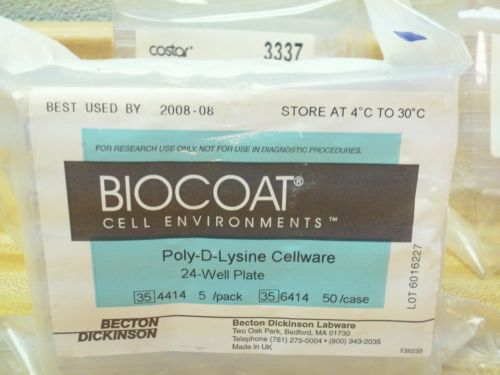 costar® 3337
BEST USED BY 2008-08 STORE AT 4°C TO 30°C
FOR RESEARCH USE ONLY. NOT FOR USE IN DIAGNOSTIC PROCEDURES.
BIOCOAT®
CELL ENVIRONMENTS™
Poly-D-Lysine Cellware
24-Well Plate
35 4414 5 /pack 35 6414 50 /case
LOT 6016227
BECTON
DICKINSON
Becton Dickinson Labware
Two Oak Park, Bedford, MA 01730
Telephone (781) 275-0004 • (800) 343-2035
Made in UK
138230